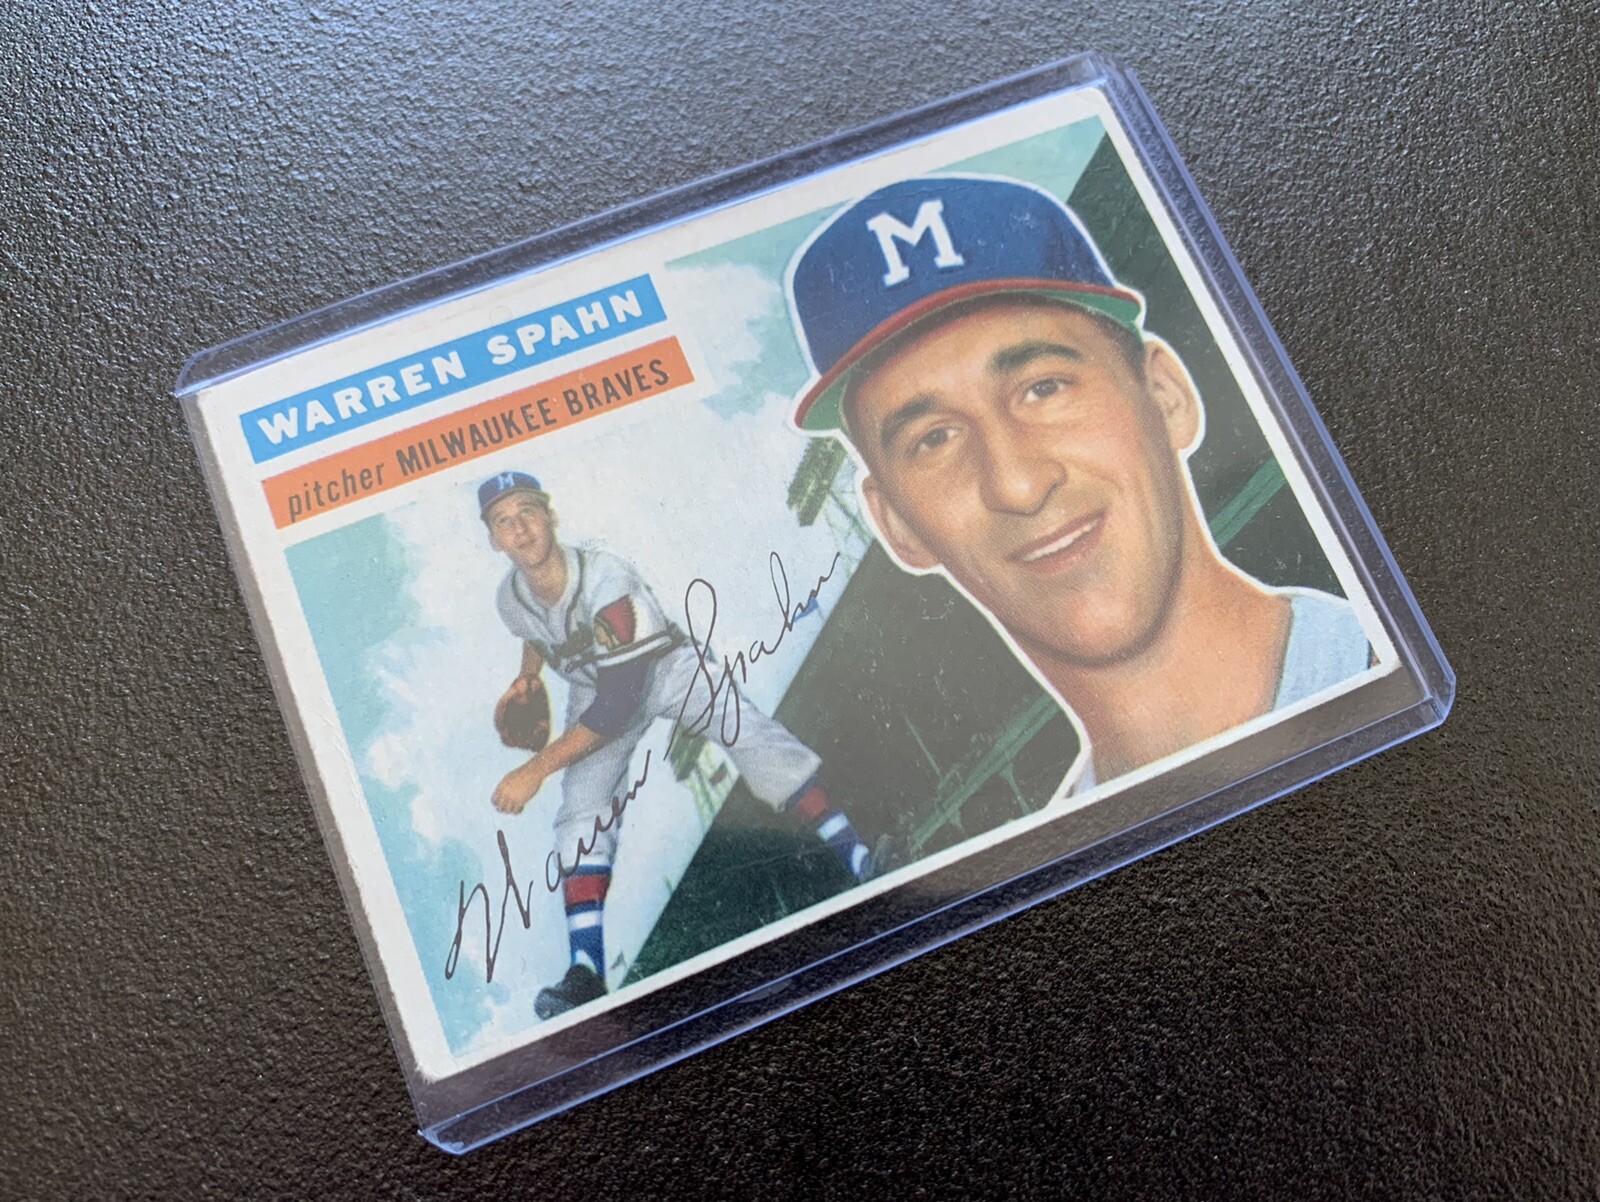 WARREN SPAHN
pitcher MILWAUKEE BRAVES
M
M
Warren Spahn